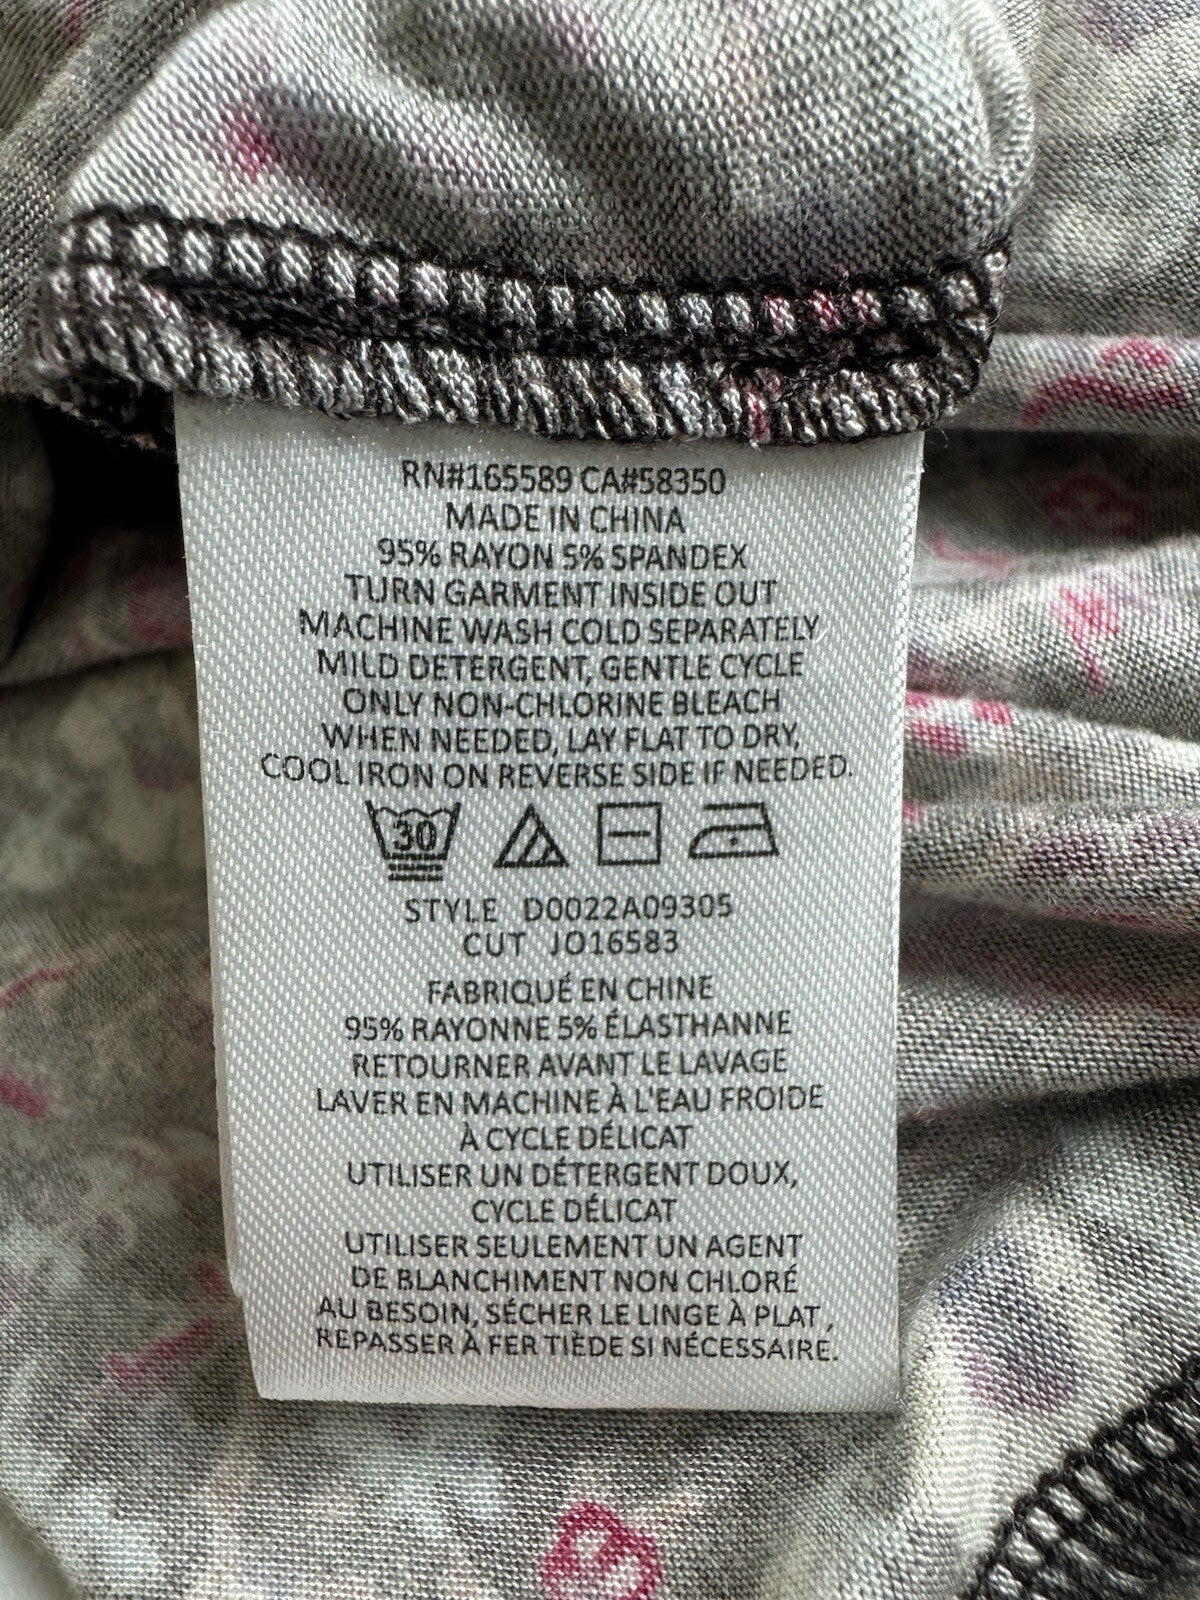 RN#165589 CA#58350
MADE IN CHINA
95% RAYON 5% SPANDEX
TURN GARMENT INSIDE OUT
MACHINE WASH COLD SEPARATELY
MILD DETERGENT, GENTLE CYCLE
ONLY NON-CHLORINE BLEACH
WHEN NEEDED, LAY FLAT TO DRY,
COOL IRON ON REVERSE SIDE IF NEEDED.
30
STYLE D0022A09305
CUT JO16583
FABRIQUÉ EN CHINE
95% RAYONNE 5% ÉLASTHANNE
RETOURNER AVANT LE LAVAGE
LAVER EN MACHINE À L'EAU FROIDE
À CYCLE DÉLICAT
UTILISER UN DÉTERGENT DOUX,
CYCLE DÉLICAT
UTILISER SEULEMENT UN AGENT
DE BLANCHIMENT NON CHLORÉ
AU BESOIN, SÉCHER LE LINGE À PLAT,
REPASSER À FER TIÈDE SI NÉCESSAIRE.